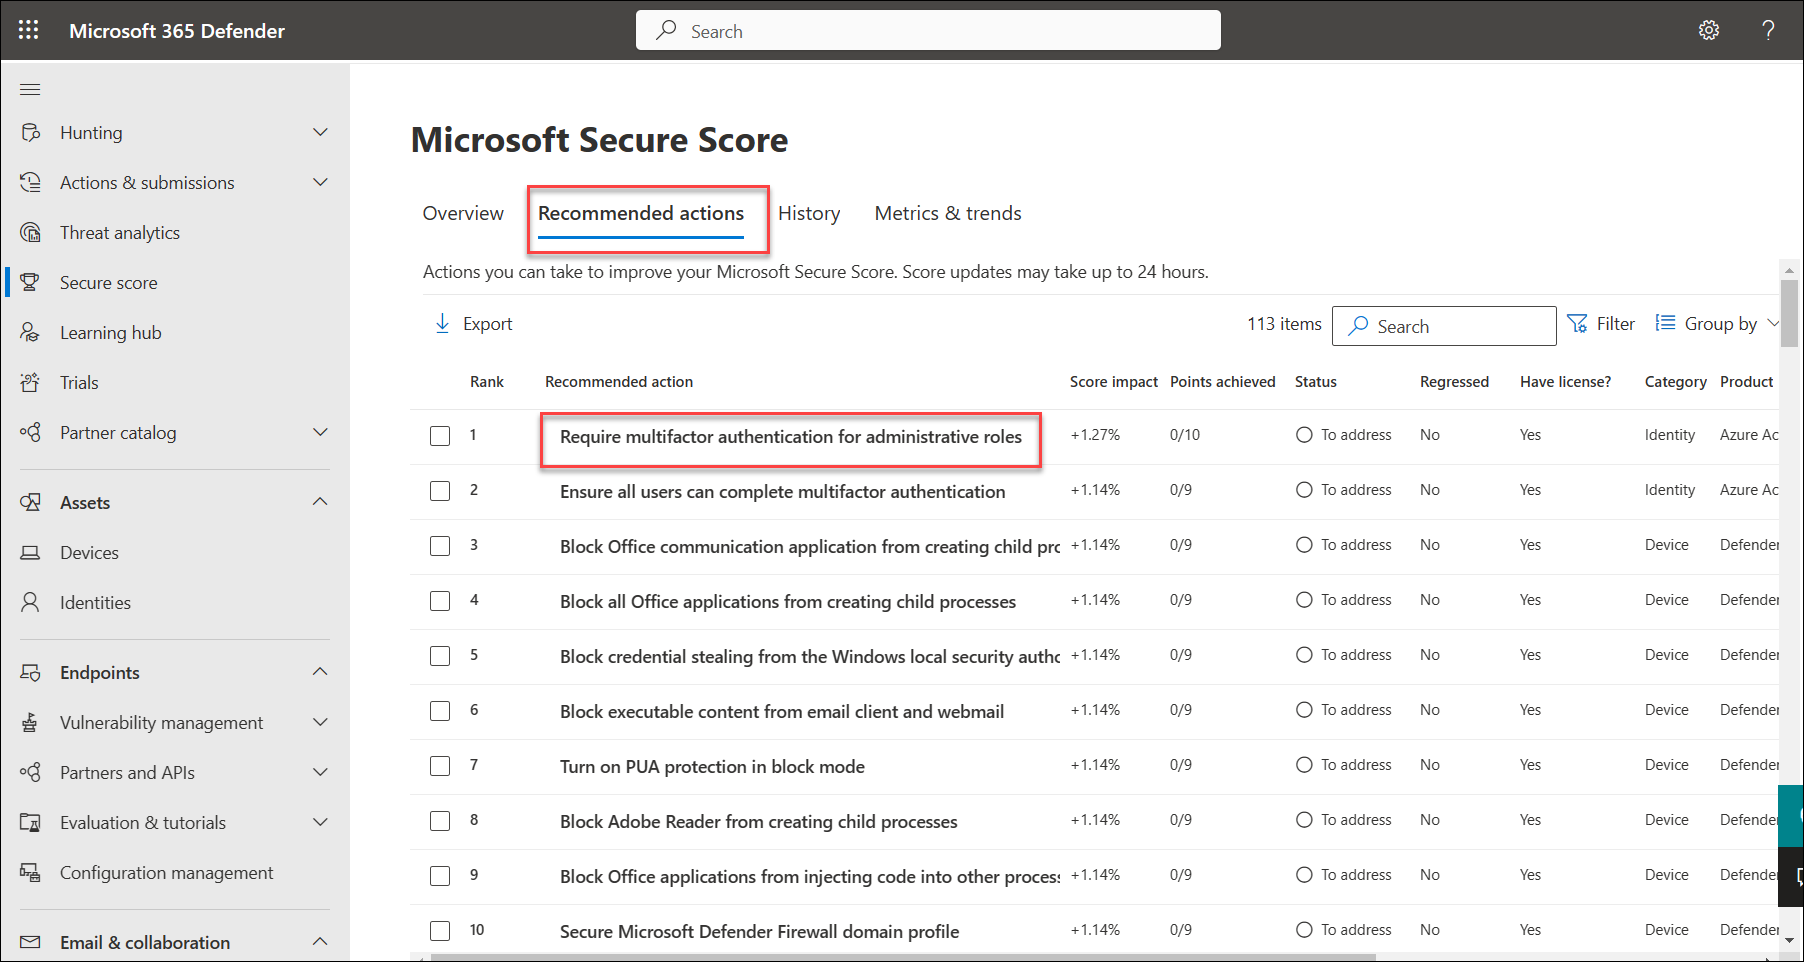 Microsoft 365 Defender
Search
?
Hunting
Actions & submissions
Threat analytics
Secure score
Learning hub
Trials
Partner catalog
Assets
Devices
Identities
Endpoints
Vulnerability management
Partners and APIs
Evaluation & tutorials
Configuration management
Email & collaboration
Microsoft Secure Score
Overview Recommended actions History Metrics & trends
Actions you can take to improve your Microsoft Secure Score. Score updates may take up to 24 hours.
Export 113 items Search Filter Group by
Rank Recommended action Score impact Points achieved Status Regressed Have license? Category Product
1 Require multifactor authentication for administrative roles +1.27% 0/10 To address No Yes Identity Azure Ac
2 Ensure all users can complete multifactor authentication +1.14% 0/9 To address No Yes Identity Azure Ac
3 Block Office communication application from creating child prc +1.14% 0/9 To address No Yes Device Defender
4 Block all Office applications from creating child processes +1.14% 0/9 To address No Yes Device Defender
5 Block credential stealing from the Windows local security authc +1.14% 0/9 To address No Yes Device Defender
6 Block executable content from email client and webmail +1.14% 0/9 To address No Yes Device Defender
7 Turn on PUA protection in block mode +1.14% 0/9 To address No Yes Device Defender
8 Block Adobe Reader from creating child processes +1.14% 0/9 To address No Yes Device Defender
9 Block Office applications from injecting code into other process +1.14% 0/9 To address No Yes Device Defender
10 Secure Microsoft Defender Firewall domain profile +1.14% 0/9 To address No Yes Device Defender